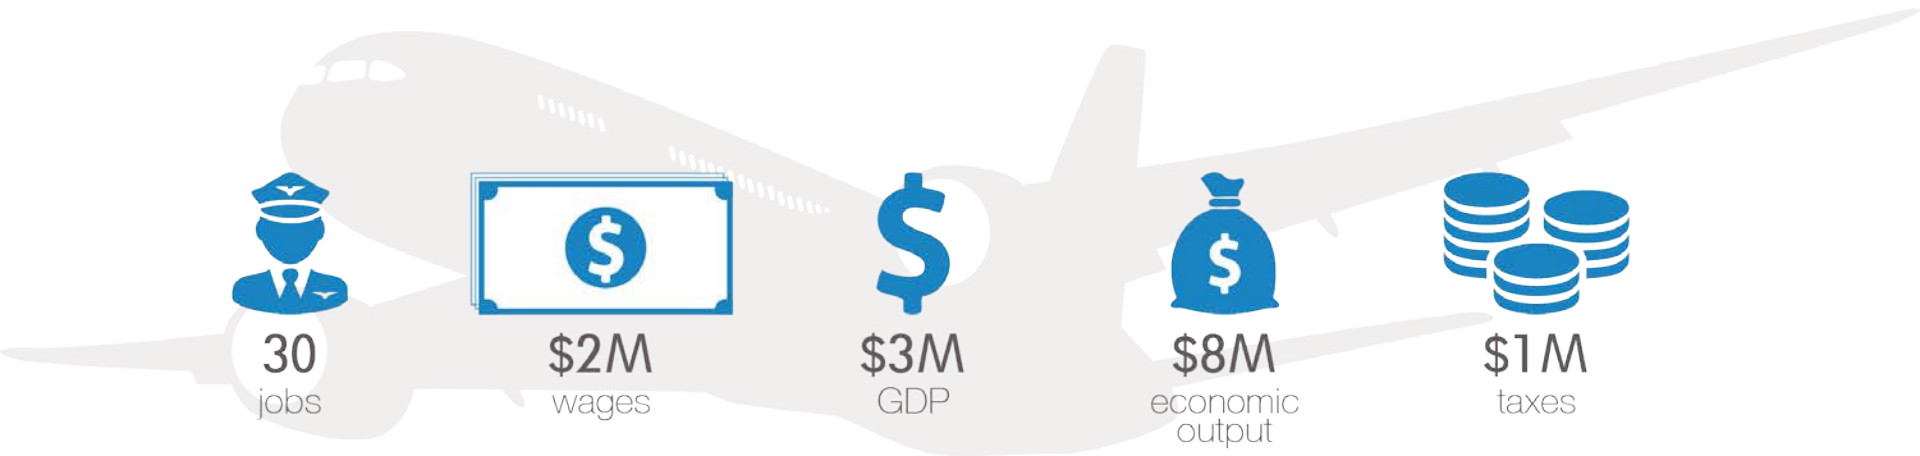 $
$
$
30
$2M
$3M
$8M
$1M
jobs
wages
GDP
economic
output
taxes